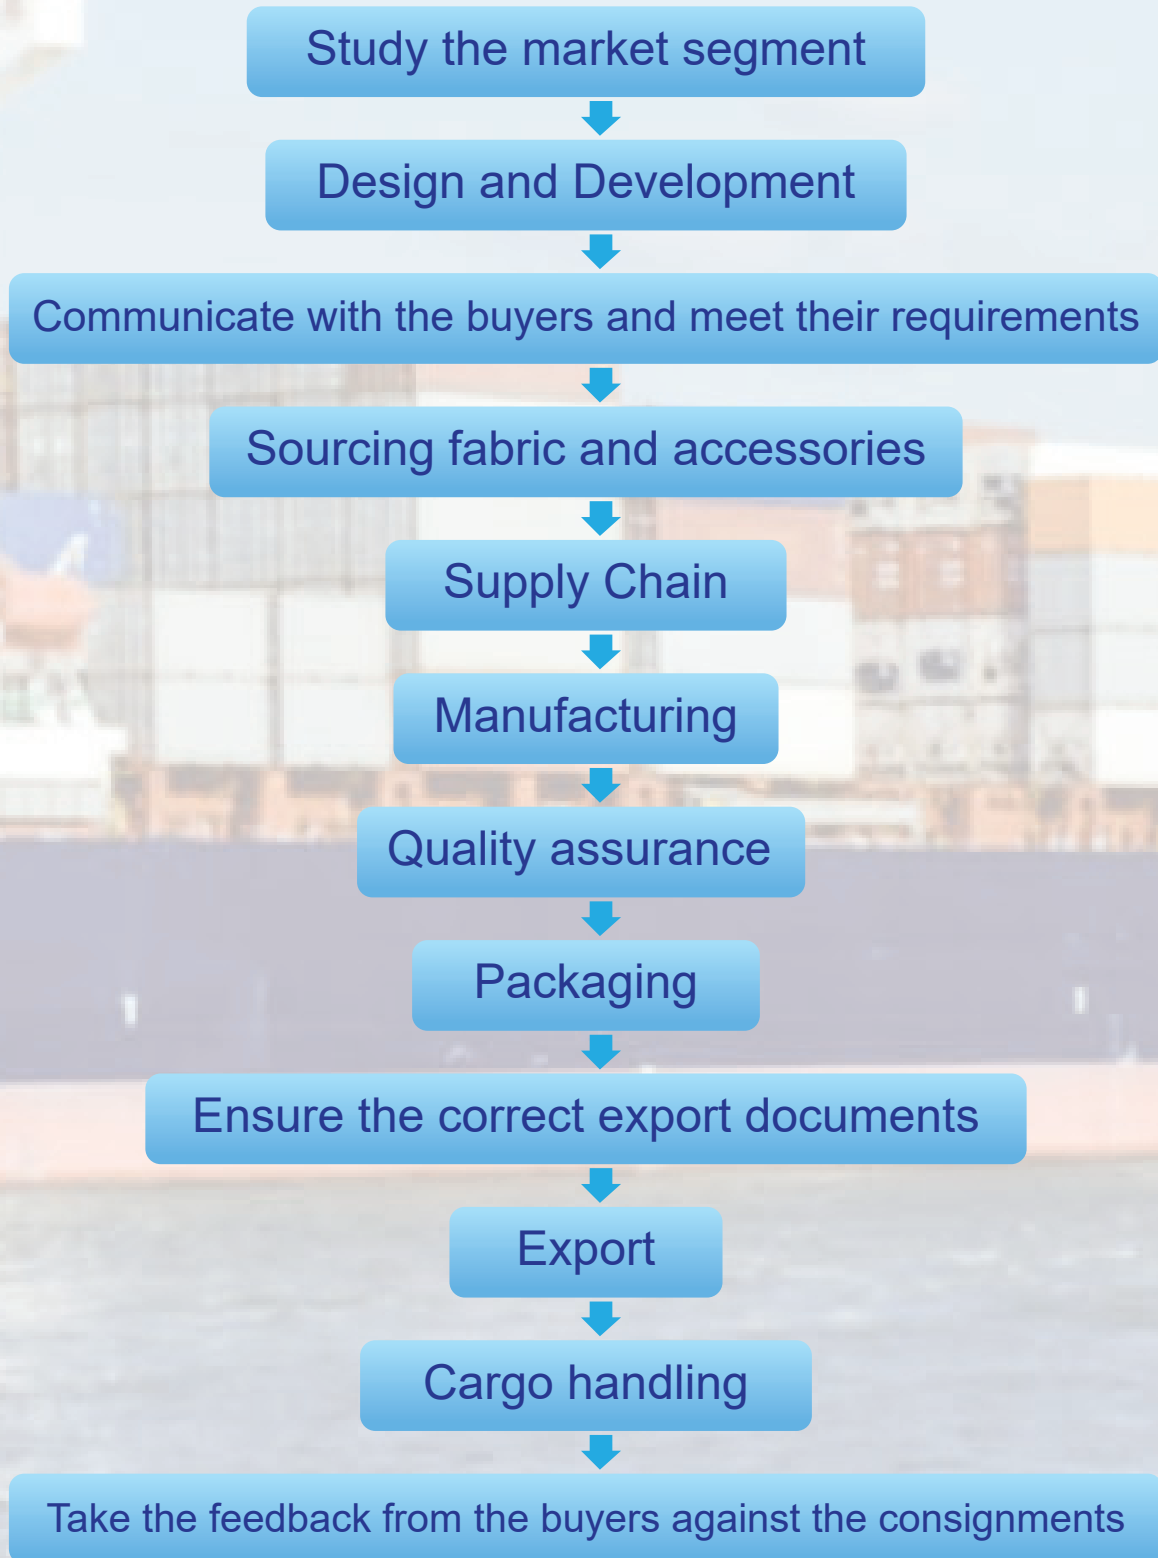 Study the market segment
Design and Development
Communicate with the buyers and meet their requirements
Sourcing fabric and accessories
Supply Chain
Manufacturing
Quality assurance
Packaging
Ensure the correct export documents
Export
Cargo handling
Take the feedback from the buyers against the consignments